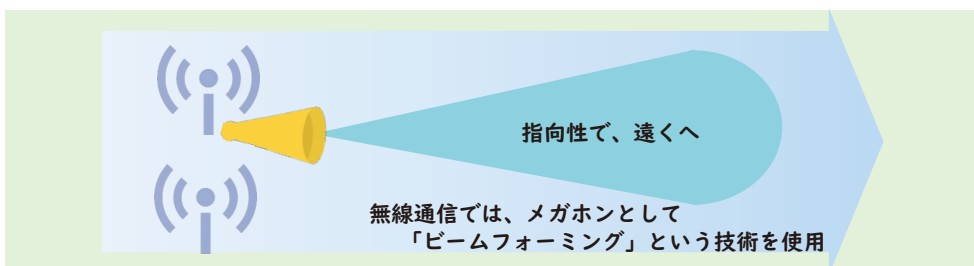 指向性で、遠くへ
無線通信では、メガホンとして
「ビームフォーミング」という技術を使用